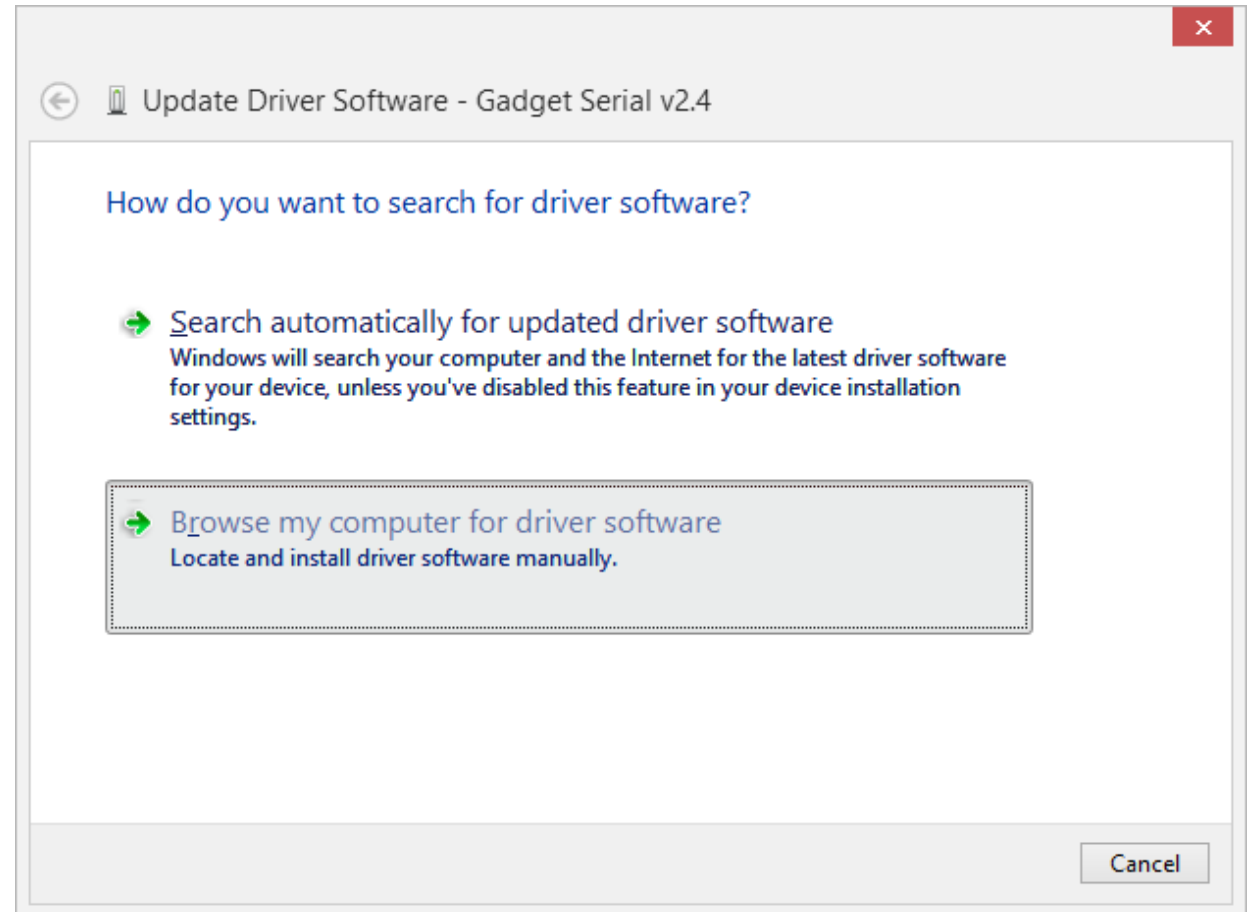 Update Driver Software - Gadget Serial v2.4
How do you want to search for driver software?
Search automatically for updated driver software
Windows will search your computer and the Internet for the latest driver software
for your device, unless you've disabled this feature in your device installation
settings.
Browse my computer for driver software
Locate and install driver software manually.
Cancel